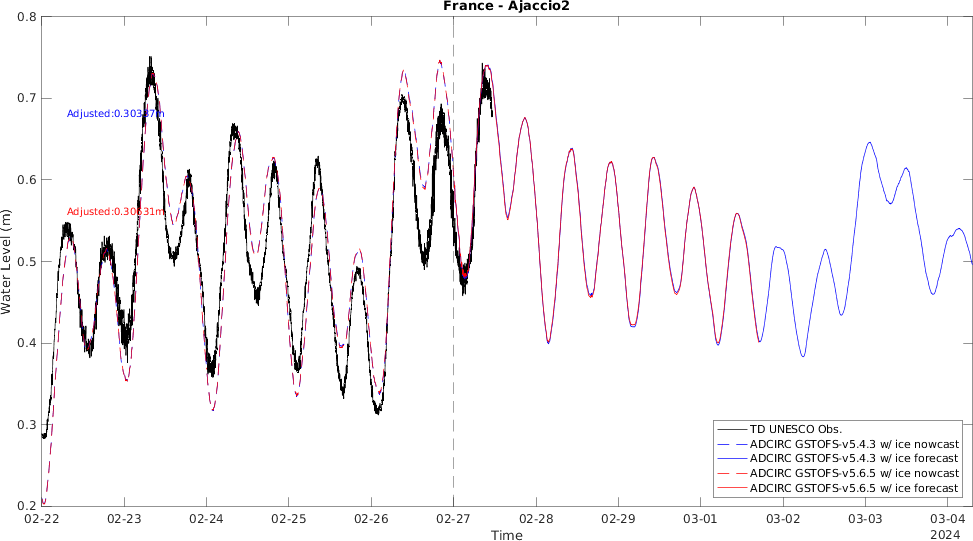 France - Ajaccio2
0.8
0.7
0.6
0.5
0.4
0.3
0.2
Water Level (m)
Adjusted:0.30387m
Adjusted:0.30631m
TD UNESCO Obs.
ADCIRC GSTOFS-v5.4.3 w/ ice nowcast
ADCIRC GSTOFS-v5.4.3 w/ ice forecast
ADCIRC GSTOFS-v5.6.5 w/ ice nowcast
ADCIRC GSTOFS-v5.6.5 w/ ice forecast
02-22 02-23 02-24 02-25 02-26 02-27 02-28 02-29 03-01 03-02 03-03 03-04
Time
2024